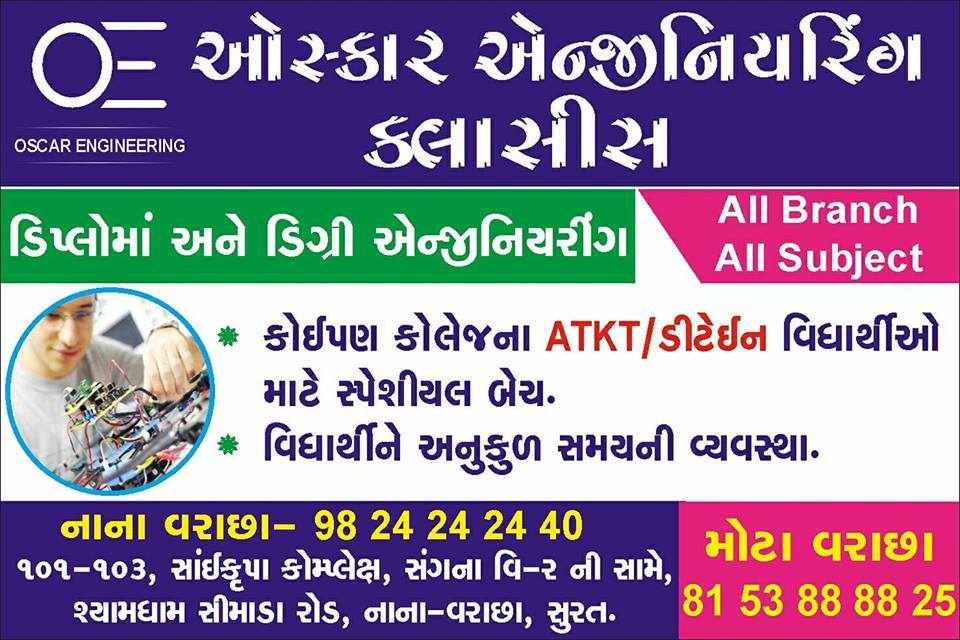 OE
OSCAR ENGINEERING
ઓસ્કાર એન્જીનિયરિંગ
ક્લાસીસ
ડિપ્લોમાં અને ડિગ્રી એન્જીનિયરીંગ
All Branch
All Subject
કોઈપણ કોલેજના ATKT/ડીટેઈન વિધાર્થીઓ
માટે સ્પેશીયલ બેચ.
વિધાર્થીને અનુકુળ સમયની વ્યવસ્થા.
નાના વરાછા- 98 24 24 24 40
૧૦૧-૧૦૩, સાંઈકૃપા કોમ્પ્લેક્ષ, સંગના વિ-૨ ની સામે,
શ્યામધામ સીમાડા રોડ, નાના-વરાછા, સુરત.
મોટા વરાછા
81 53 88 88 25